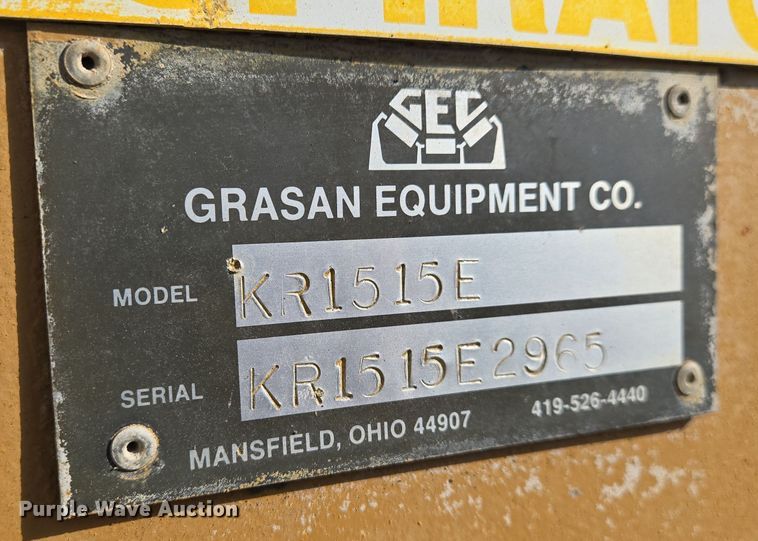 GEC
GRASAN EQUIPMENT CO.
MODEL KR1515E
SERIAL KR1515E2965
MANSFIELD, OHIO 44907 419-526-4440
Purple Wave Auction